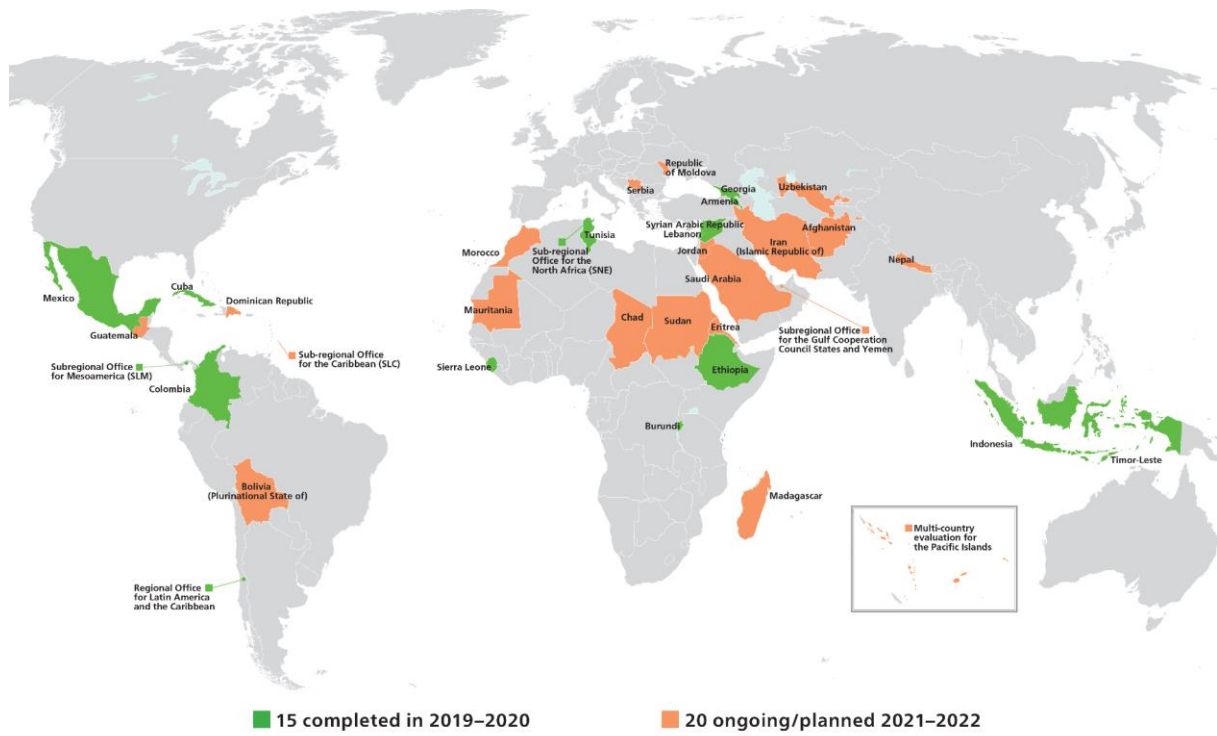 Republic
of Moldova
Serbia
Georgia
Armenia
Uzbekistan
Syrian Arabic Republic
Lebanon
Tunisia
Afghanistan
Iran
(Islamic Republic of)
Morocco
Sub-regional
Office for the
North Africa (SNE)
Jordan
Nepal
Saudi Arabia
Mexico
Cuba
Dominican Republic
Mauritania
Chad
Sudan
Eritrea
Guatemala
Subregional Office
for the Gulf Cooperation
Council States and Yemen
Sub-regional Office
for the Caribbean (SLC)
Subregional Office
for Mesoamerica (SLM)
Sierra Leone
Ethiopia
Colombia
Burundi
Indonesia
Timor-Leste
Bolivia
(Plurinational State of)
Madagascar
Multi-country
evaluation for
the Pacific Islands
Regional Office
for Latin America
and the Caribbean
15 completed in 2019–2020
20 ongoing/planned 2021–2022